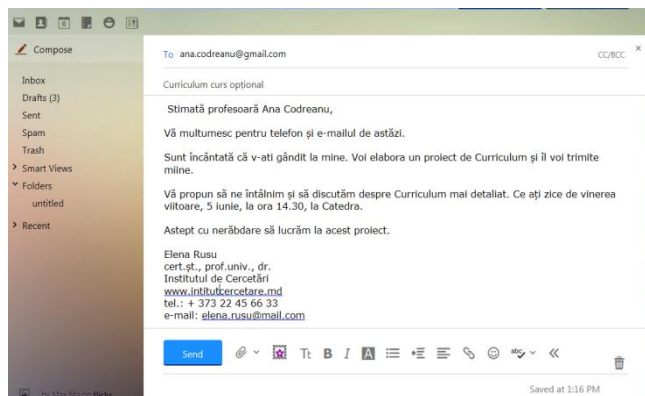 Compose
To ana.codreanu@gmail.com CC/BCC ×
Inbox
Curriculum curs opțional
Drafts (3)
Sent
Spam
Trash
Smart Views
Folders
untitled
Recent
Stimată profesoară Ana Codreanu,
Vă multumesc pentru telefon și e-mailul de astăzi.
Sunt încântată că v-ati gândit la mine. Voi elabora un proiect de Curriculum și îl voi trimite
miine.
Vă propun să ne întâlnim și să discutăm despre Curriculum mai detaliat. Ce ați zice de vinerea
viitoare, 5 iunie, la ora 14.30, la Catedra.
Astept cu nerăbdare să lucrăm la acest proiect.
Elena Rusu
cert.șt., prof.univ., dr.
Institutul de Cercetări
www.intitutcercetare.md
tel.: + 373 22 45 66 33
e-mail: elena.rusu@mail.com
Send Tt B I A abc
Saved at 1:16 PM
by Max